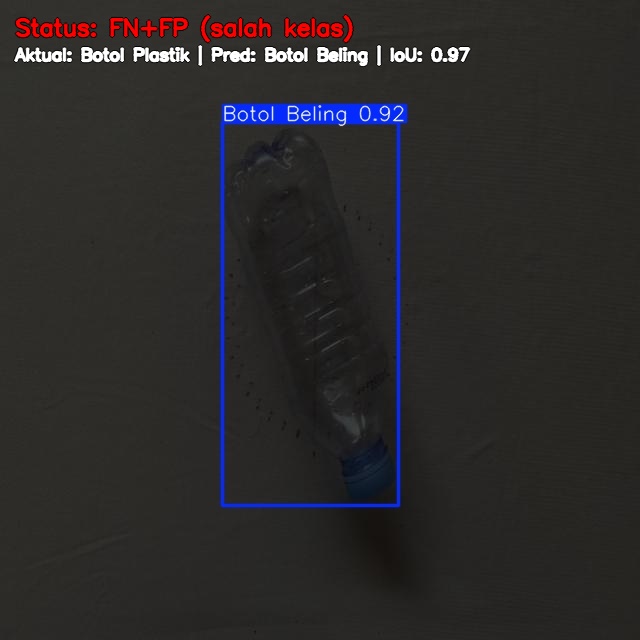 Status: FN+FP (salah kelas)
Aktual: Botol Plastik | Pred: Botol Beling | IoU: 0.97
Botol Beling 0.92